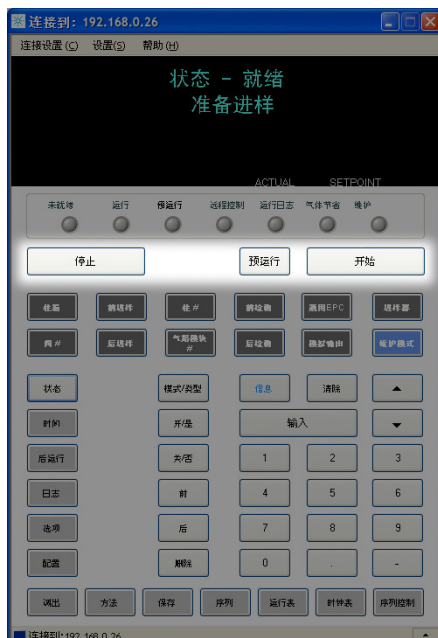 连接到: 192.168.0.26
连接设置(C) 设置(S) 帮助(H)
状态 - 就绪
准备进样
ACTUAL SETPOINT
未就绪 运行 预运行 远程控制 运行日志 气体节省 维护
停止 预运行 开始
柱箱 前进样 柱# 前检测 通用EPC 进样器
阀# 后进样 气路模块# 后检测 模拟输出 维护模式
状态 模式/类型 信息 清除
时间 开/是 输入
后运行 关/否 1 2 3
日志 前 4 5 6
选项 后 7 8 9
配置 删除 0 . -
调出 方法 保存 序列 运行表 时钟表 序列控制
连接到: 192.168.0.26